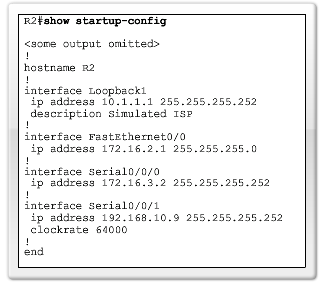 R2#show startup-config
<some output omitted>
!
hostname R2
!
interface Loopback1
ip address 10.1.1.1 255.255.255.252
description Simulated ISP
!
interface FastEthernet0/0
ip address 172.16.2.1 255.255.255.0
!
interface Serial0/0/0
ip address 172.16.3.2 255.255.255.252
!
interface Serial0/0/1
ip address 192.168.10.9 255.255.255.252
clockrate 64000
!
end